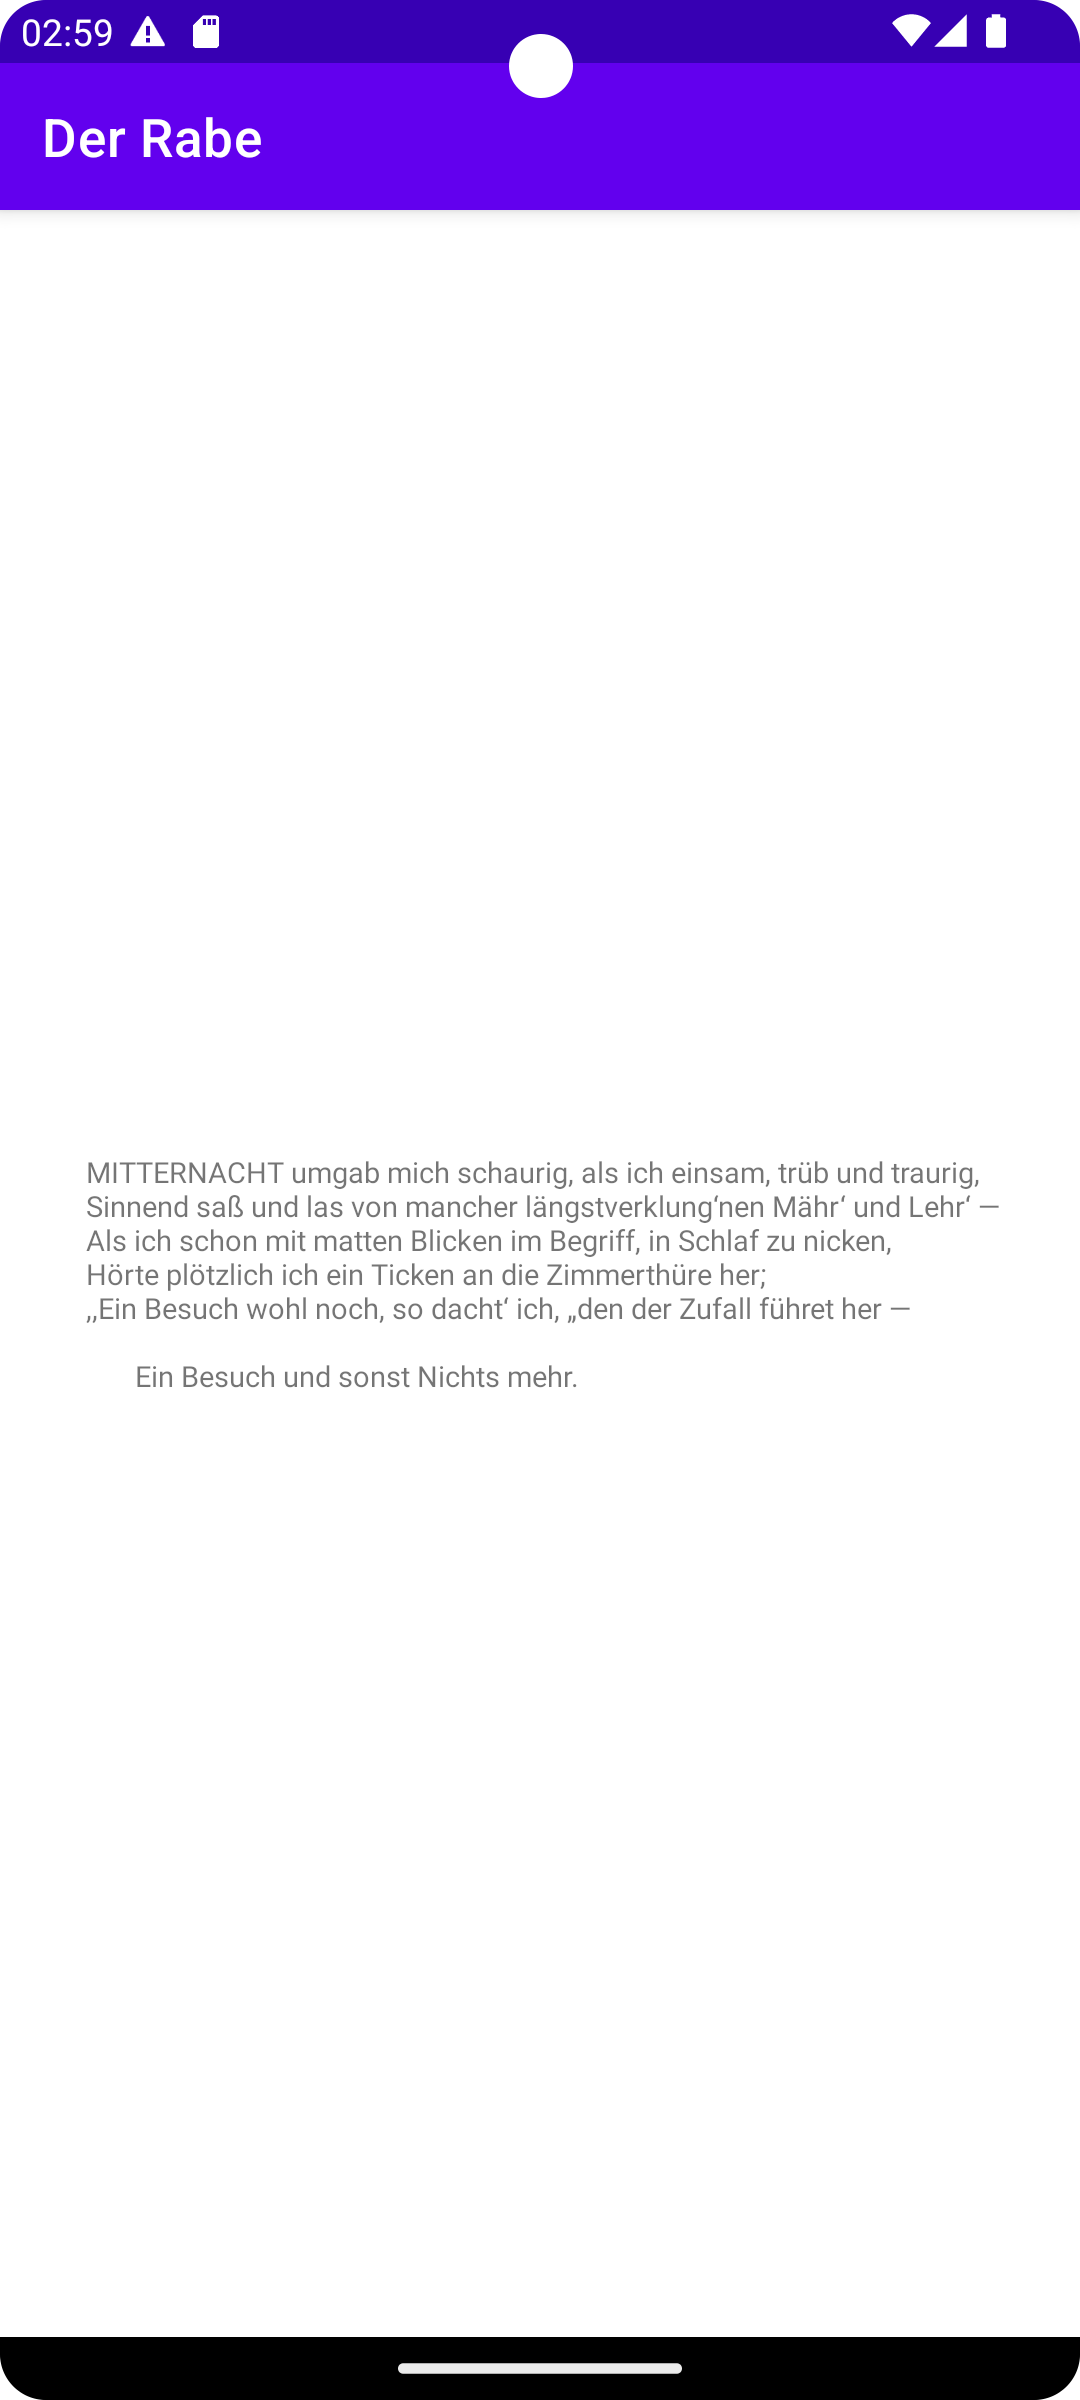 02:59
Der Rabe
MITTERNACHT umgab mich schaurig, als ich einsam, trüb und traurig,
Sinnend saß und las von mancher längstverklung‘nen Mähr‘ und Lehr‘ —
Als ich schon mit matten Blicken im Begriff, in Schlaf zu nicken,
Hörte plötzlich ich ein Ticken an die Zimmerthüre her;
,,Ein Besuch wohl noch, so dacht‘ ich, „den der Zufall führet her —
Ein Besuch und sonst Nichts mehr.